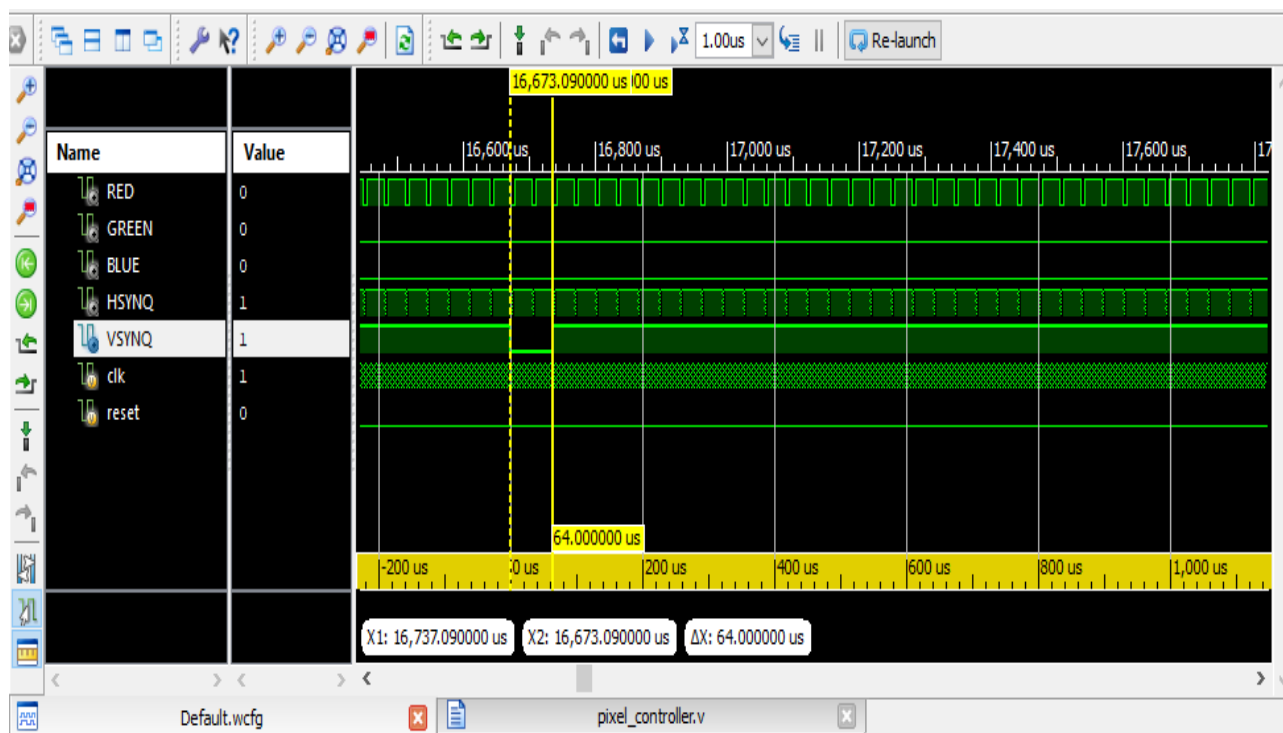 1.00us Re-launch
16,673.090000 us 00 us
Name Value
16,600 us 16,800 us 17,000 us 17,200 us 17,400 us 17,600 us 17
RED 0
GREEN 0
BLUE 0
HSYNQ 1
VSYNQ 1
clk 1
reset 0
64.000000 us
-200 us 0 us 200 us 400 us 600 us 800 us 1,000 us
X1: 16,737.090000 us X2: 16,673.090000 us ΔX: 64.000000 us
Default.wcfg pixel_controller.v